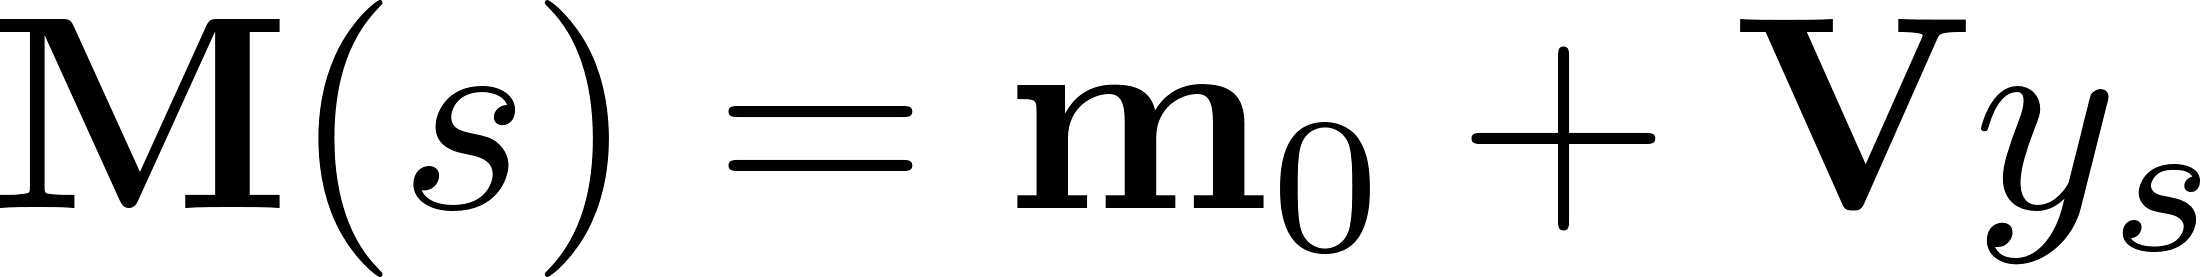 M(s) = m₀ + Vyₛ